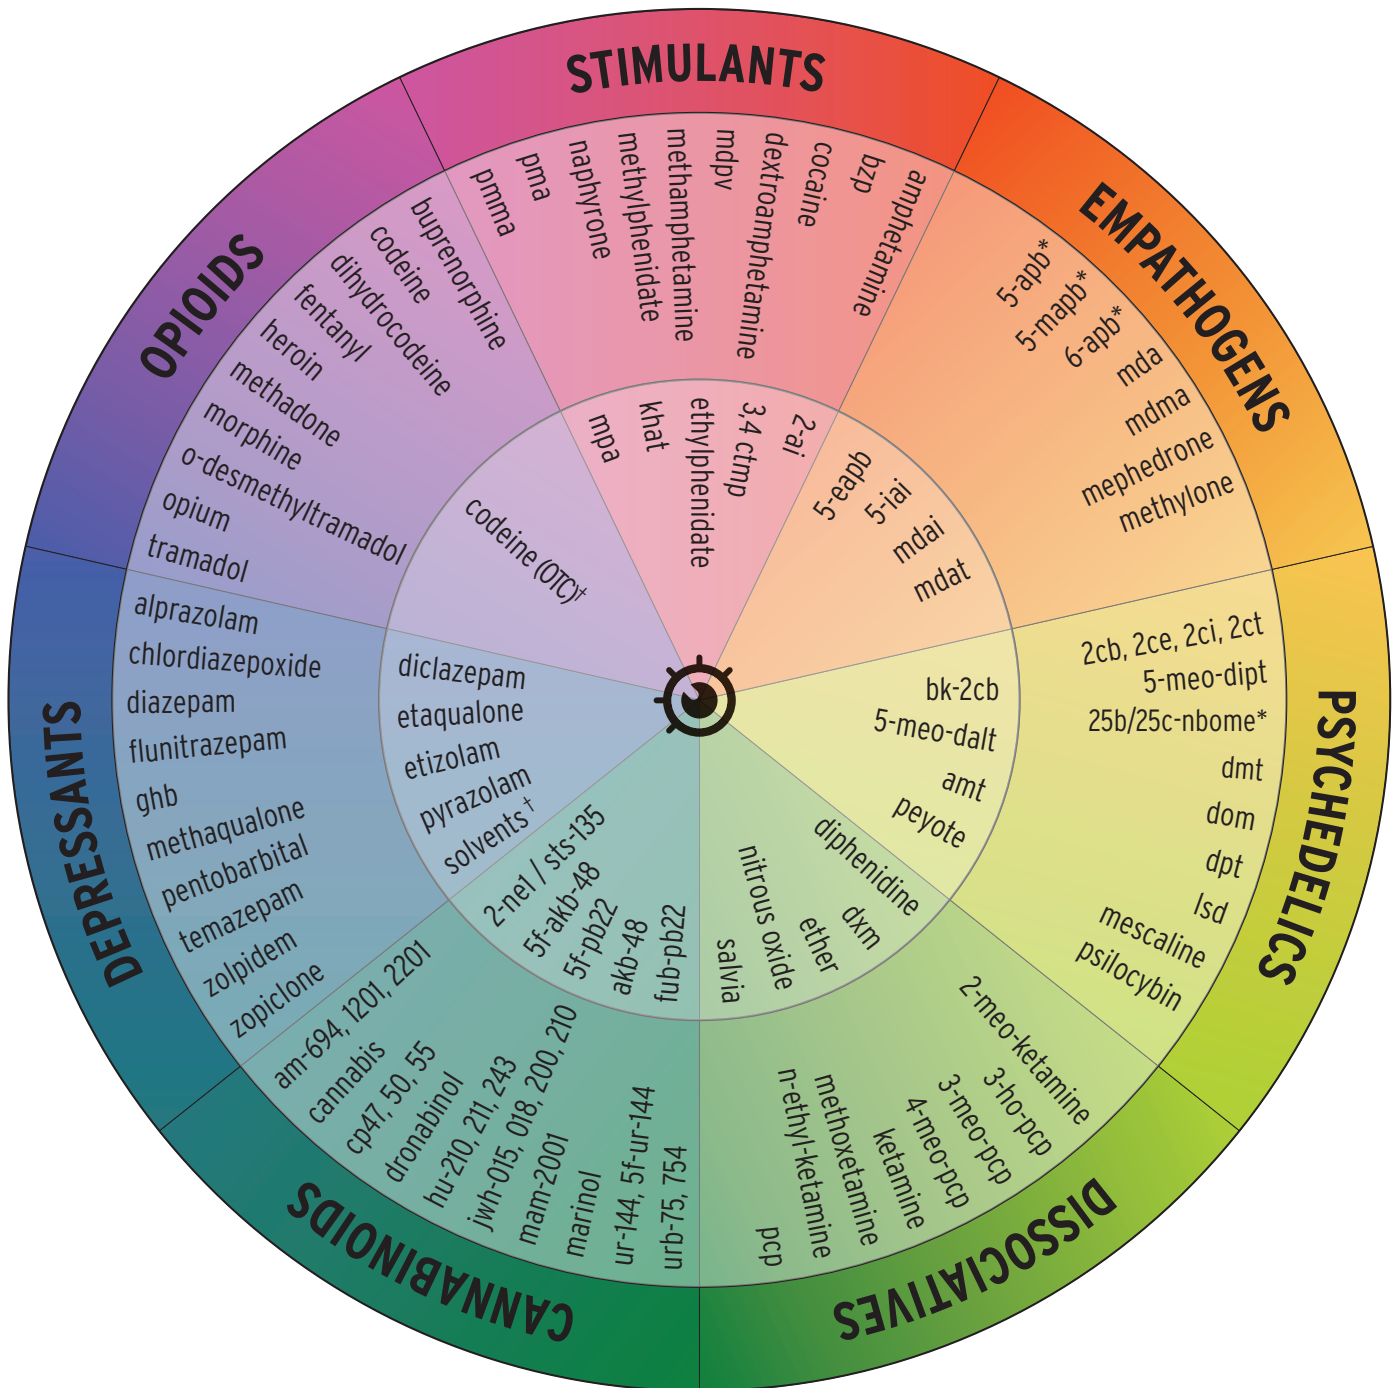 STIMULANTS
pmma
pma
naphyrone
methylphenidate
methamphetamine
mdpv
dextroamphetamine
cocaine
bzp
amphetamine
mpa
khat
ethylphenidate
3,4 ctmp
2-ai
EMPATHOGENS
5-apb*
5-mapb*
6-apb*
mda
mdma
mephedrone
methylone
5-eapb
5-iai
mdai
mdat
PSYCHEDELICS
2cb, 2ce, 2ci, 2ct
5-meo-dipt
25b/25c-nbome*
dmt
dom
dpt
lsd
mescaline
psilocybin
bk-2cb
5-meo-dalt
amt
peyote
DISSOCIATIVES
2-meo-ketamine
3-ho-pcp
3-meo-pcp
4-meo-pcp
ketamine
methoxetamine
n-ethyl-ketamine
pcp
diphenidine
dxm
ether
nitrous oxide
salvia
CANNABINOIDS
am-694, 1201, 2201
cannabis
cp47, 50, 55
dronabinol
hu-210, 211, 243
jwh-015, 018, 200, 210
mam-2001
marinol
ur-144, 5f-ur-144
urb-75, 754
2-ne1 / sts-135
5f-akb-48
5f-pb22
akb-48
fub-pb22
DEPRESSANTS
alprazolam
chlordiazepoxide
diazepam
flunitrazepam
ghb
methaqualone
pentobarbital
temazepam
zolpidem
zopiclone
diclazepam
etaqualone
etizolam
pyrazolam
solvents†
OPIOIDS
buprenorphine
codeine
dihydrocodeine
fentanyl
heroin
methadone
morphine
o-desmethyltramadol
opium
tramadol
codeine (OTC)†